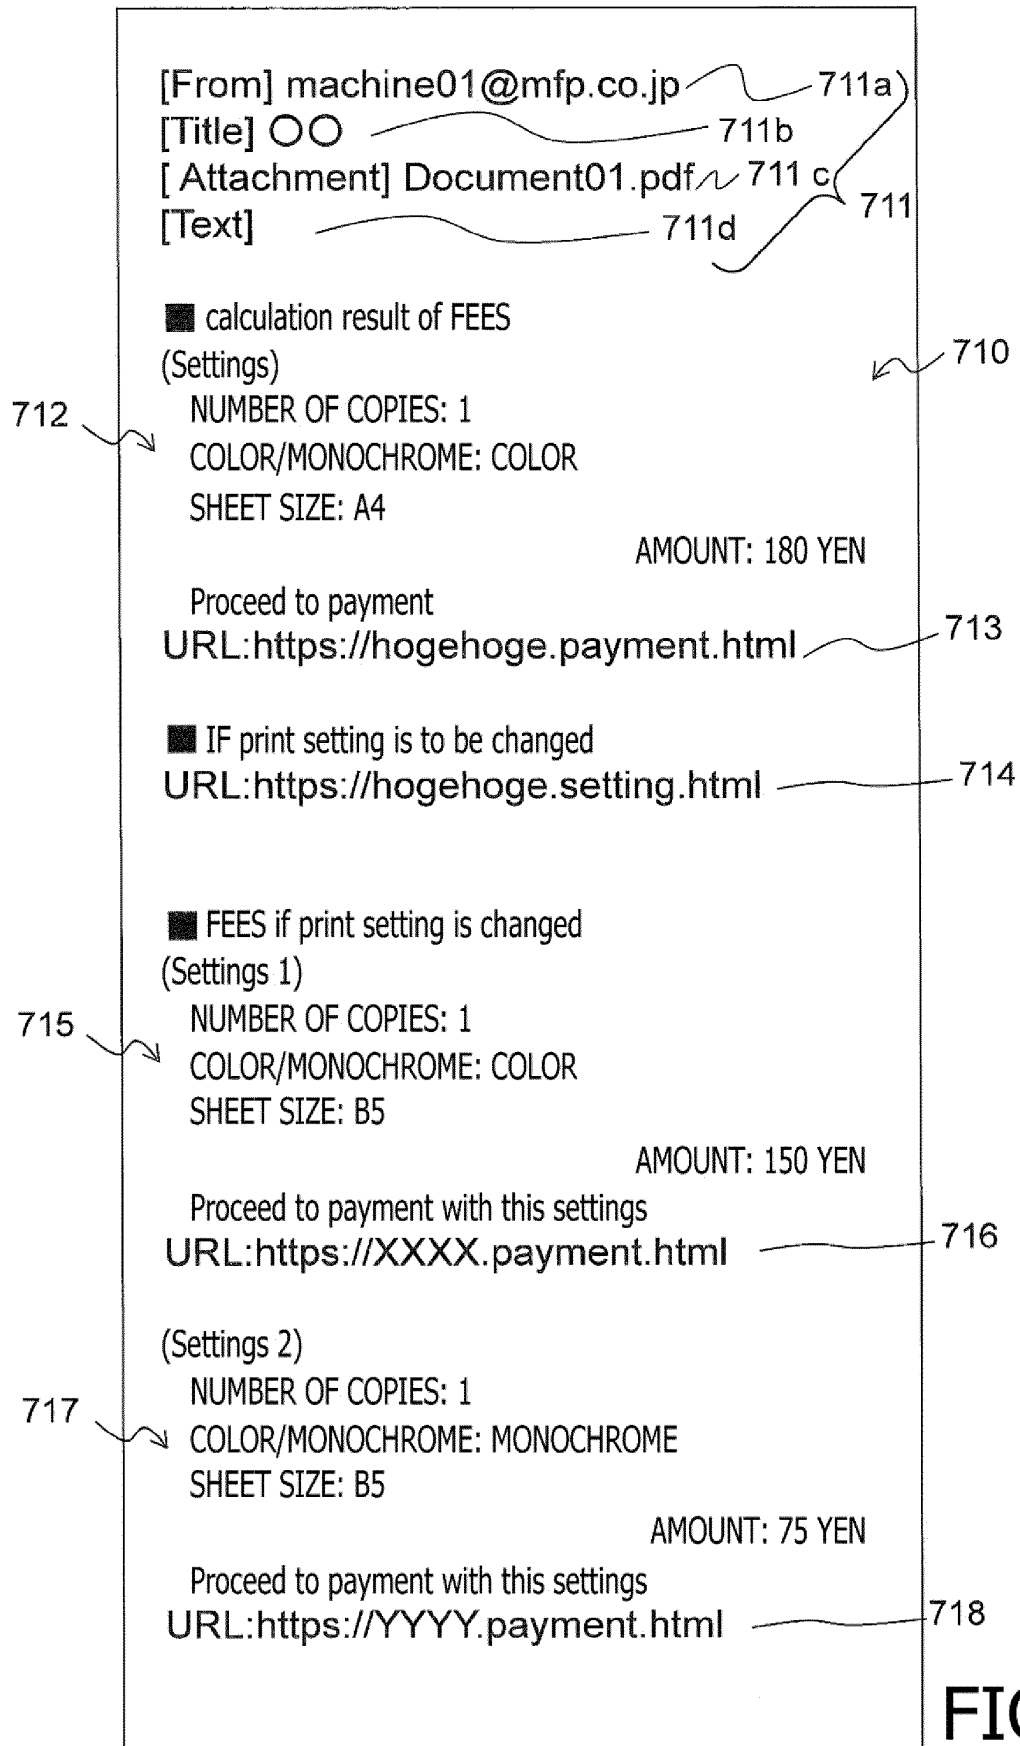 [From] machine01@mfp.co.jp 711a
[Title] ○○ 711b
[ Attachment] Document01.pdf 711 c
711
[Text] 711d
■ calculation result of FEES
710
(Settings)
712
NUMBER OF COPIES: 1
COLOR/MONOCHROME: COLOR
SHEET SIZE: A4
AMOUNT: 180 YEN
Proceed to payment
URL:https://hogehoge.payment.html 713
■ IF print setting is to be changed
URL:https://hogehoge.setting.html 714
■ FEES if print setting is changed
(Settings 1)
715
NUMBER OF COPIES: 1
COLOR/MONOCHROME: COLOR
SHEET SIZE: B5
AMOUNT: 150 YEN
Proceed to payment with this settings
URL:https://XXXX.payment.html 716
(Settings 2)
717
NUMBER OF COPIES: 1
COLOR/MONOCHROME: MONOCHROME
SHEET SIZE: B5
AMOUNT: 75 YEN
Proceed to payment with this settings
URL:https://YYYY.payment.html 718